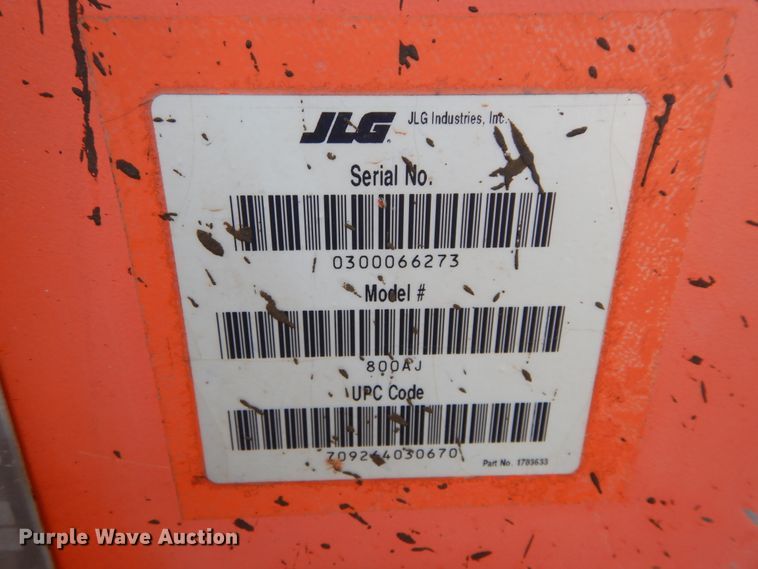 JLG JLG Industries, Inc.
Serial No.
0300066273
Model #
800AJ
UPC Code
709264030670
Part No. 1703633
Purple Wave Auction